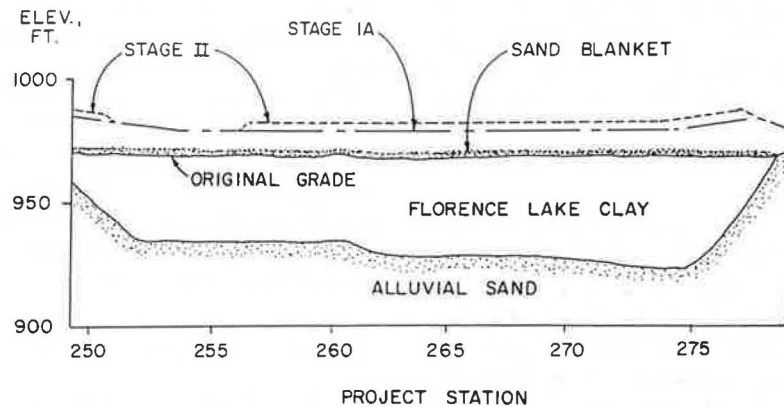 ELEV.,
FT.
STAGE II
STAGE IA
SAND BLANKET
1000
ORIGINAL GRADE
950
FLORENCE LAKE CLAY
ALLUVIAL SAND
900
250 255 260 265 270 275
PROJECT STATION